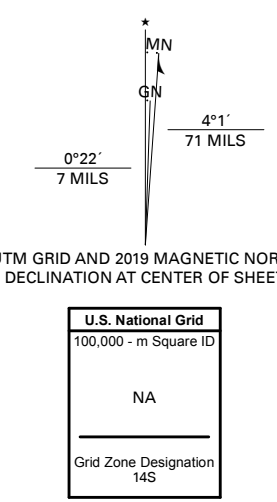 ★
MN
GN
4°1´
71 MILS
0°22´
7 MILS
UTM GRID AND 2019 MAGNETIC NOR
DECLINATION AT CENTER OF SHEET
U.S. National Grid
100,000 - m Square ID
NA
Grid Zone Designation
14S